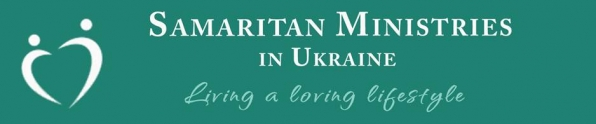 Samaritan Ministries
in Ukraine
Living a loving lifestyle